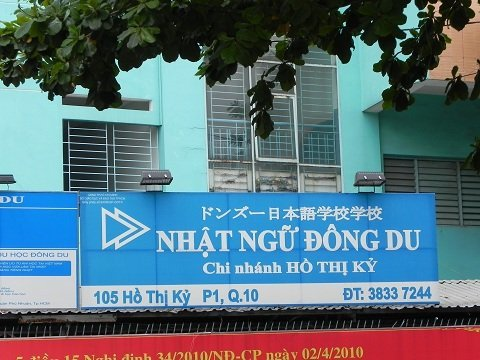 DU
U HỌC ĐÔNG DU
ドンズー日本語学校学校
NHẬT NGỮ ĐÔNG DU
Chi nhánh HỒ THỊ KỶ
105 Hồ Thị Kỷ P1, Q.10 ĐT: 3833 7244
điều 15 Nghị định 34/2010/NĐ-CP ngày 02/4/2010